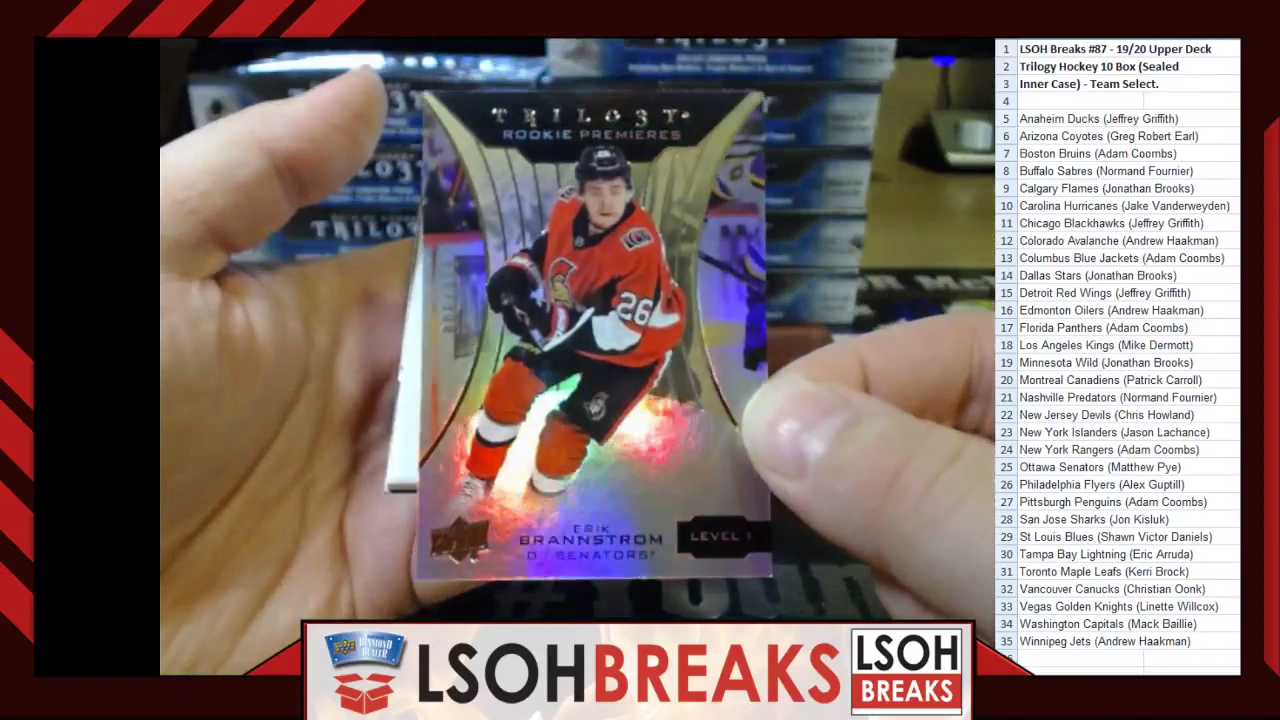 TRILOGY
ROOKIE PREMIERES
26
ERIK
BRANNSTROM
D / SENATORS
LEVEL 1
TRILOGY
1 LSOH Breaks #87 - 19/20 Upper Deck
2 Trilogy Hockey 10 Box (Sealed
3 Inner Case) - Team Select.
4
5 Anaheim Ducks (Jeffrey Griffith)
6 Arizona Coyotes (Greg Robert Earl)
7 Boston Bruins (Adam Coombs)
8 Buffalo Sabres (Normand Fournier)
9 Calgary Flames (Jonathan Brooks)
10 Carolina Hurricanes (Jake Vanderweyden)
11 Chicago Blackhawks (Jeffrey Griffith)
12 Colorado Avalanche (Andrew Haakman)
13 Columbus Blue Jackets (Adam Coombs)
14 Dallas Stars (Jonathan Brooks)
15 Detroit Red Wings (Jeffrey Griffith)
16 Edmonton Oilers (Andrew Haakman)
17 Florida Panthers (Adam Coombs)
18 Los Angeles Kings (Mike Dermott)
19 Minnesota Wild (Jonathan Brooks)
20 Montreal Canadiens (Patrick Carroll)
21 Nashville Predators (Normand Fournier)
22 New Jersey Devils (Chris Howland)
23 New York Islanders (Jason Lachance)
24 New York Rangers (Adam Coombs)
25 Ottawa Senators (Matthew Pye)
26 Philadelphia Flyers (Alex Guptill)
27 Pittsburgh Penguins (Adam Coombs)
28 San Jose Sharks (Jon Kisluk)
29 St Louis Blues (Shawn Victor Daniels)
30 Tampa Bay Lightning (Eric Arruda)
31 Toronto Maple Leafs (Kerri Brock)
32 Vancouver Canucks (Christian Oonk)
33 Vegas Golden Knights (Linette Willcox)
34 Washington Capitals (Mack Baillie)
35 Winnipeg Jets (Andrew Haakman)
DIAMOND
DEALER
LSOHBREAKS
LSOH
BREAKS